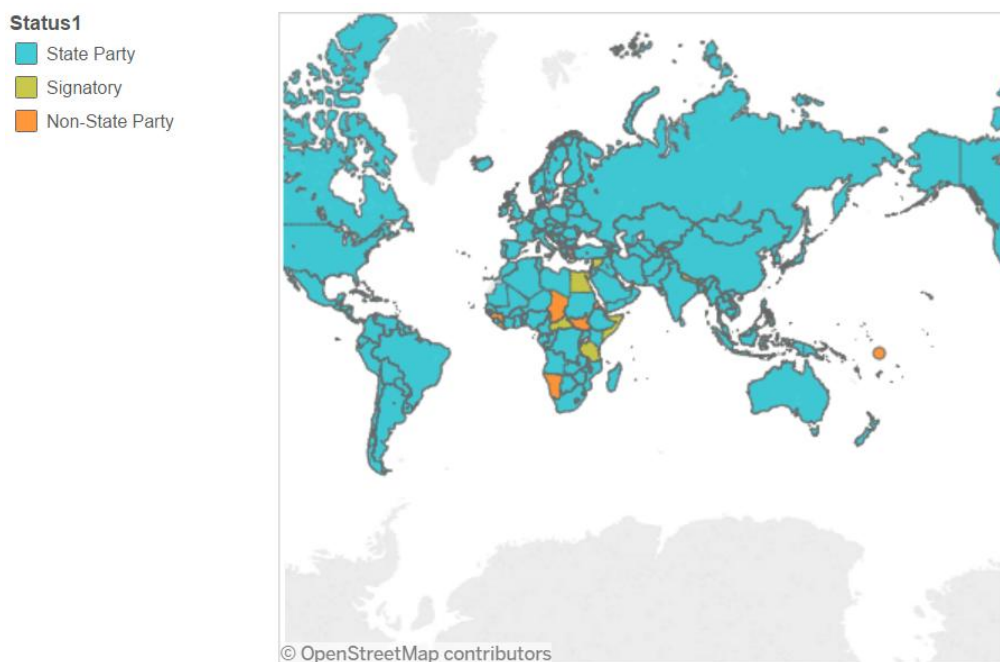 Status1
State Party
Signatory
Non-State Party
© OpenStreetMap contributors